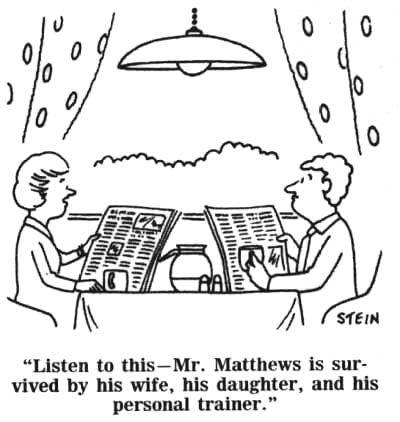 STEIN
“Listen to this—Mr. Matthews is sur-
vived by his wife, his daughter, and his
personal trainer.”